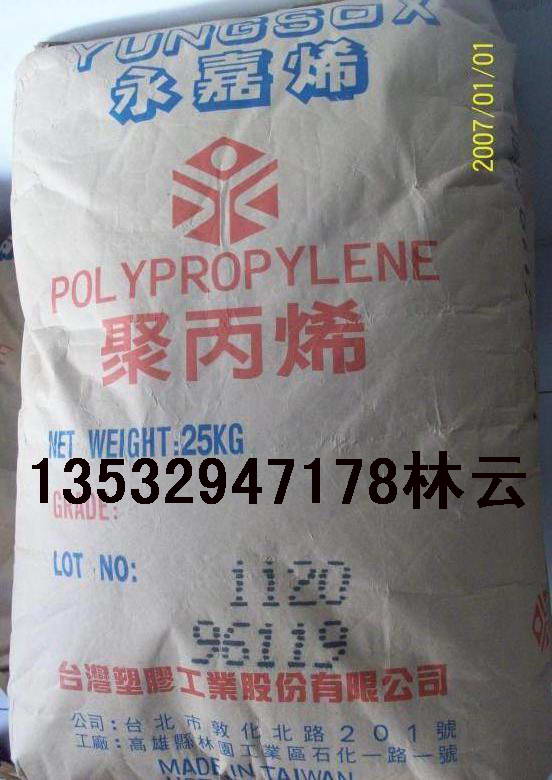 YUNGSOX
永嘉烯
2007/01/01
POLYPROPYLENE
聚丙烯
NET WEIGHT:25KG
13532947178林云
GRADE:
LOT NO:
1120
96119
台灣塑膠工業股份有限公司
公司:台北市敦化北路201號
工廠:高雄縣林園工業區石化一路一號
MADE IN TAIWAN